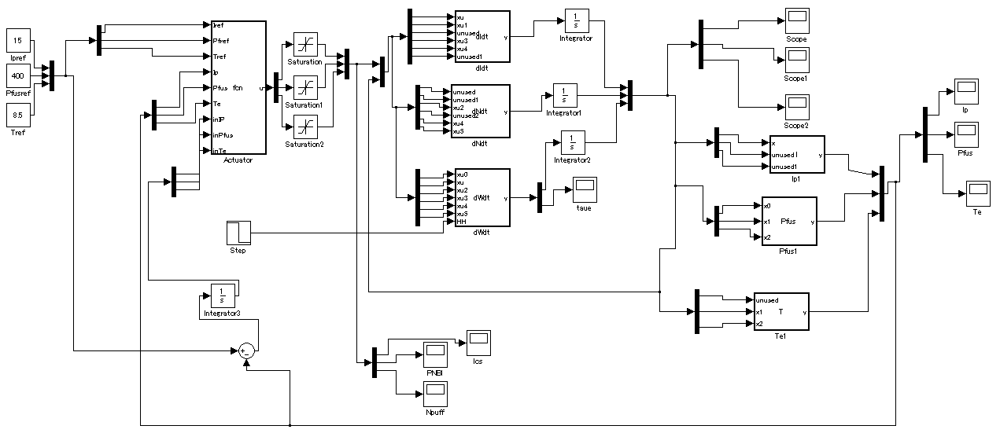 15
Ipref
400
Pfusref
8.5
Tref
Iref
Pfref
Tref
Ip
Pfus fcn
Te
inIP
inPfus
inTe
ur
Actuator
Saturation
Saturation1
Saturation2
xu
xu1
unused
xu3
xu4
unused1
dIdt
y
dIdt
1
s
Integrator
unused
unused1
xu2
unused2
xu4
xu5
dNdt
y
dNdt
1
s
Integrator1
1
s
Integrator2
xu0
xu
xu2
xu3
xu4
xu5
HH
dWdt
y
dWdt
taue
Step
1
s
Integrator3
Scope
Scope1
Scope2
x
unused1
unused1
y
Ip1
x0
x1
x2
Pfus
y
Pfus1
unused
x1
x2
T
y
Te1
Ip
Pfus
Te
Ics
PNBI
Npuff